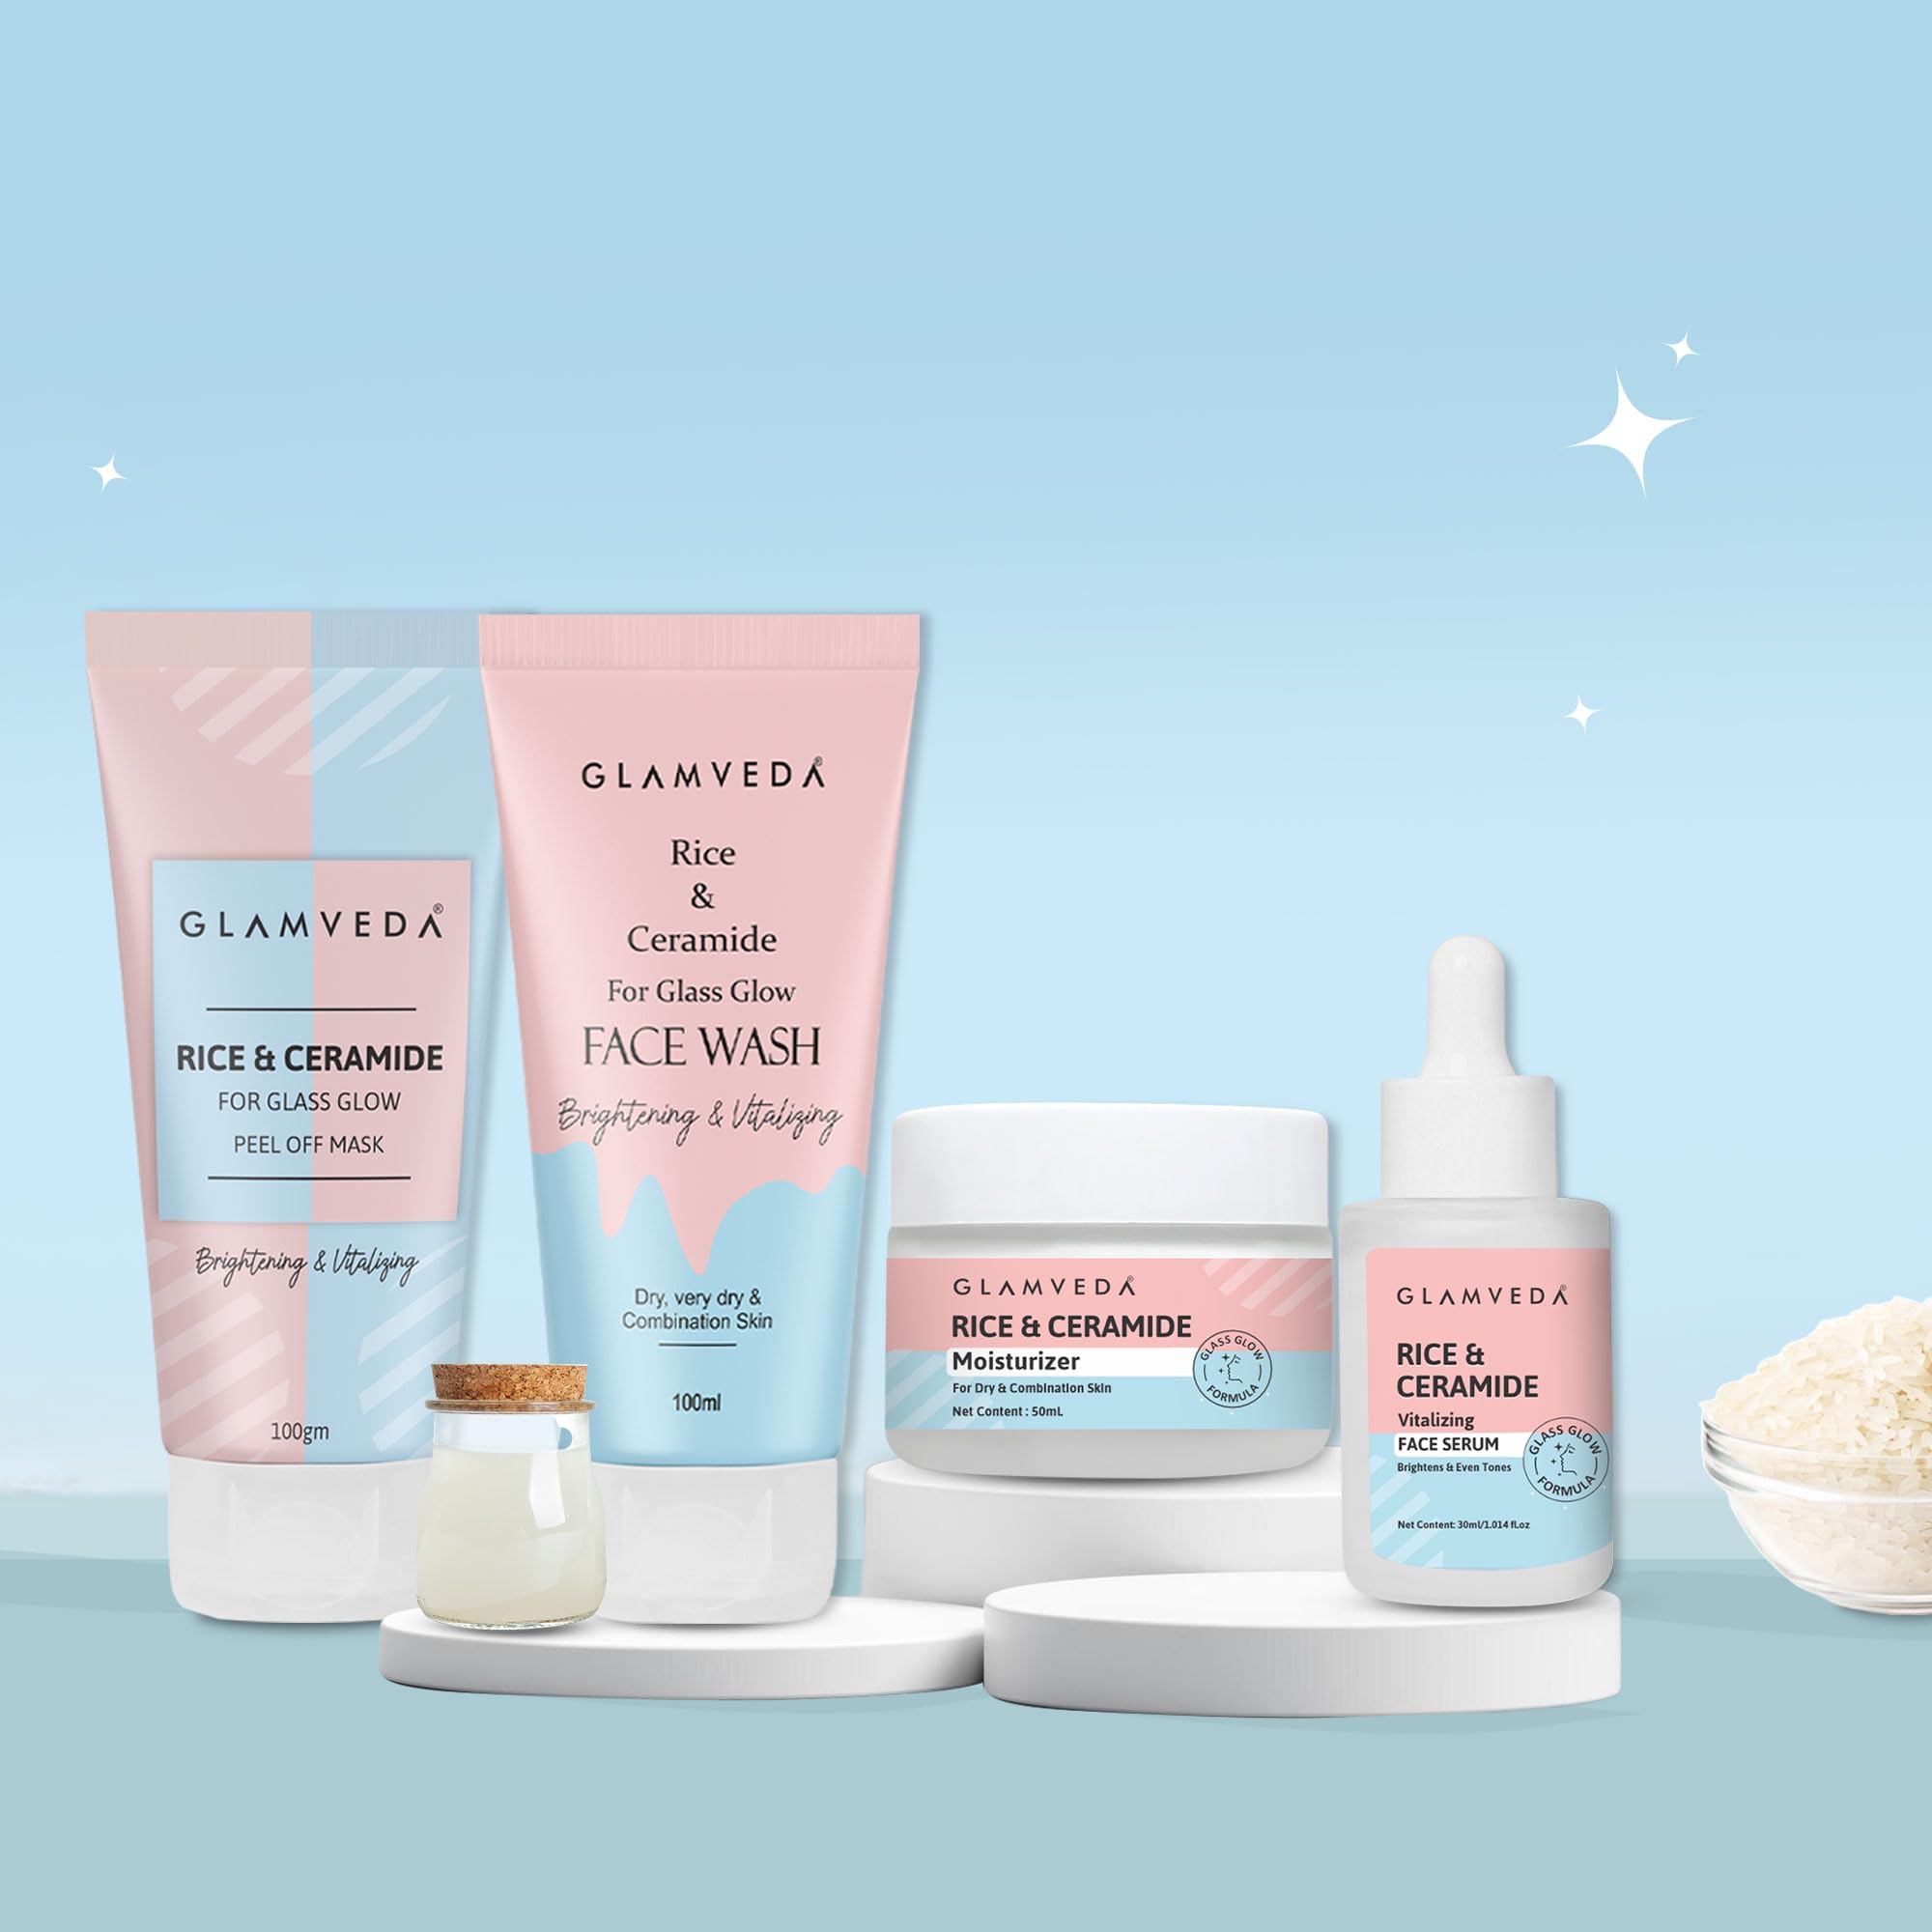 GLAMVEDA®
RICE & CERAMIDE
FOR GLASS GLOW
PEEL OFF MASK
Brightening & Vitalizing
100gm
GLAMVEDA®
Rice
&
Ceramide
For Glass Glow
FACE WASH
Brightening & Vitalizing
Dry, very dry &
Combination Skin
100ml
GLAMVEDA®
RICE & CERAMIDE
Moisturizer
For Dry & Combination Skin
Net Content : 50mL
GLASS GLOW
FORMULA
GLAMVEDA®
RICE &
CERAMIDE
Vitalizing
FACE SERUM
Brightens & Even Tones
GLASS GLOW
FORMULA
Net Content: 30ml/1.014 fl.oz